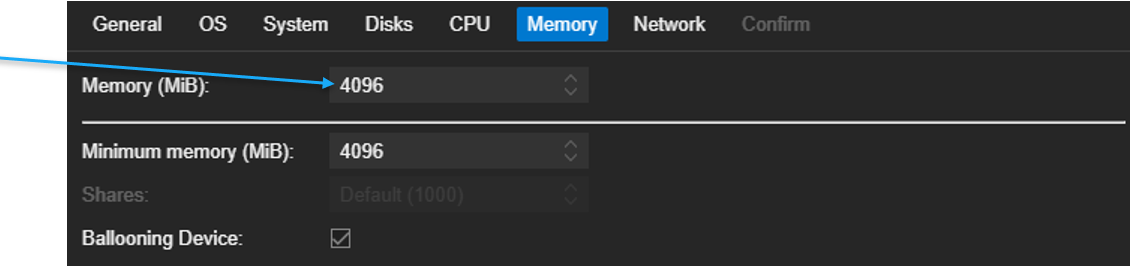 General OS System Disks CPU Memory Network Confirm
Memory (MiB): 4096
Minimum memory (MiB): 4096
Shares: Default (1000)
Ballooning Device: